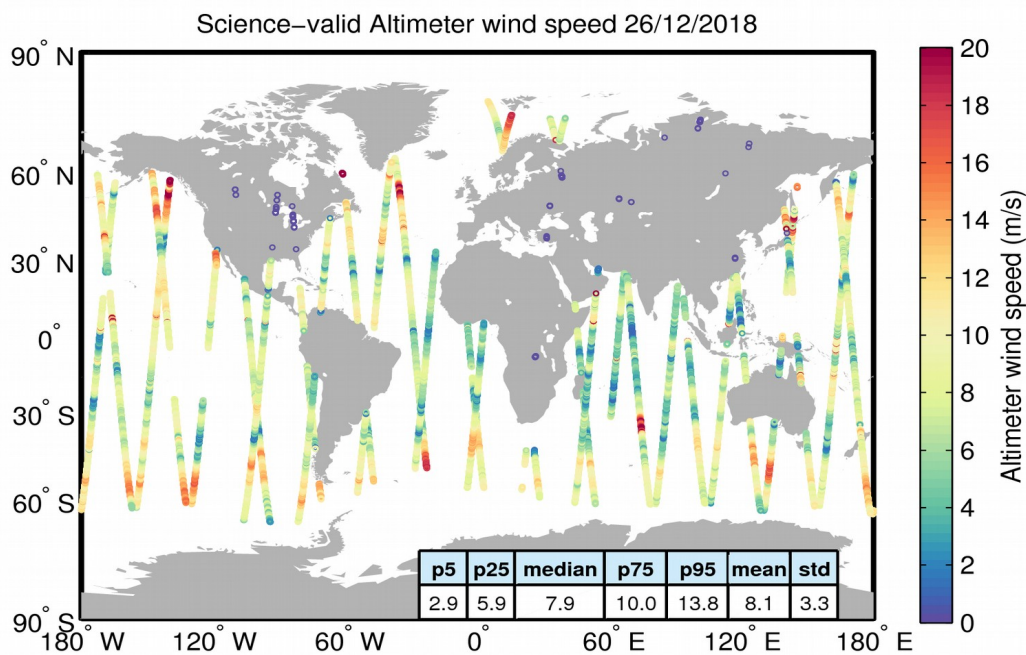 Science−valid Altimeter wind speed 26/12/2018
90° N
60° N
30° N
0°
30° S
60° S
90° S
180° W
120° W
60° W
0°
60° E
120° E
180° E
p5 p25 median p75 p95 mean std
2.9 5.9 7.9 10.0 13.8 8.1 3.3
20
18
16
14
12
10
8
6
4
2
0
Altimeter wind speed (m/s)